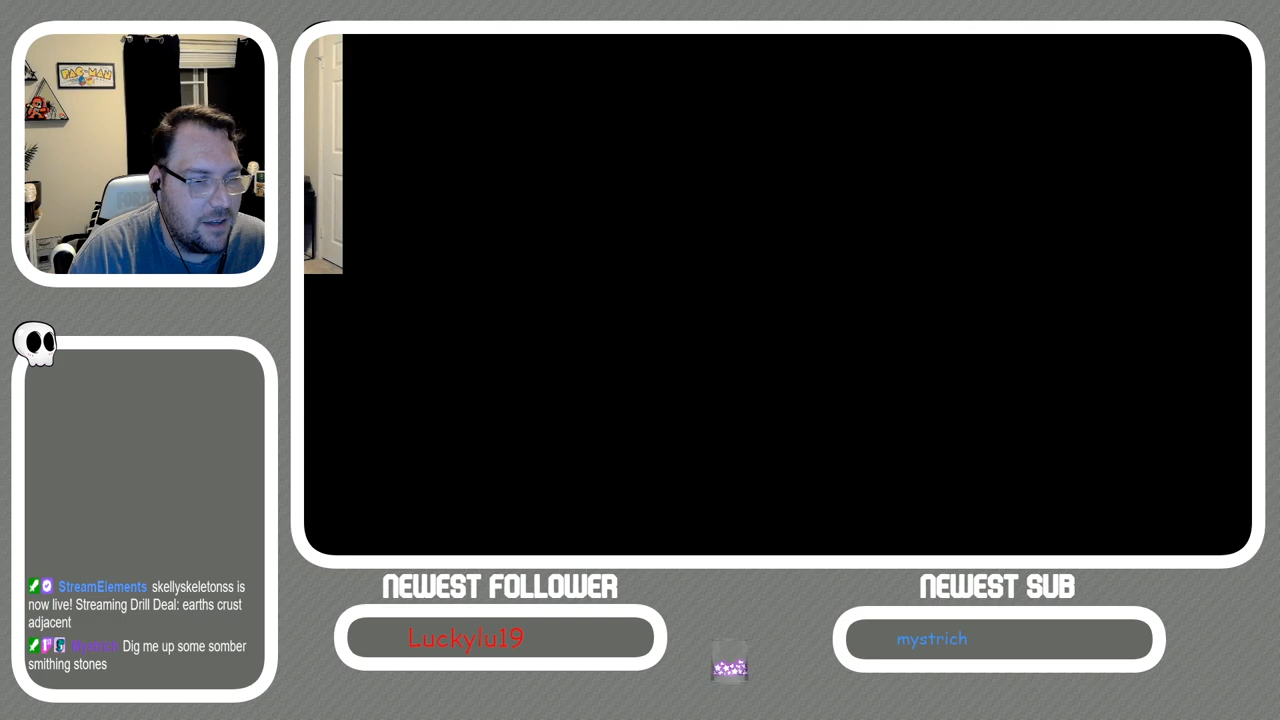 PAC-MAN
StreamElements skellyskeletonss is
now live! Streaming Drill Deal: earths crust
adjacent
Mystrich Dig me up some somber
smithing stones
NEWEST FOLLOWER
NEWEST SUB
Luckylu19
mystrich